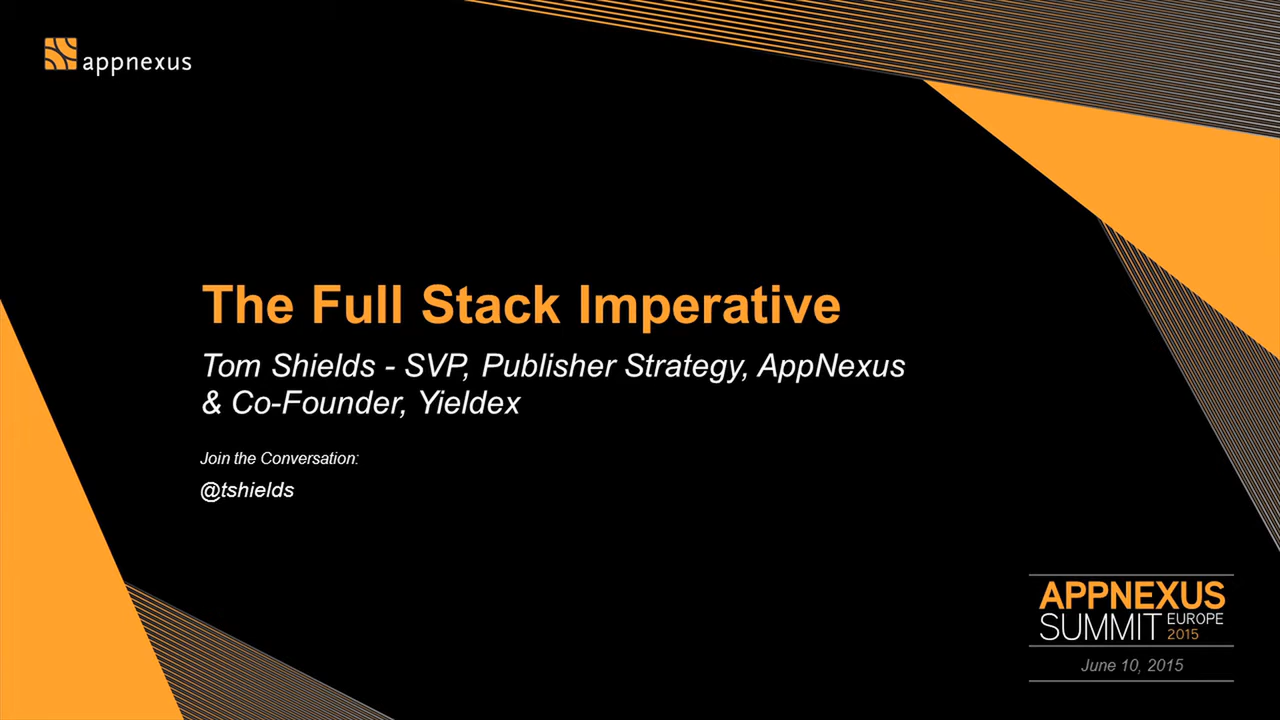 appnexus
The Full Stack Imperative
Tom Shields - SVP, Publisher Strategy, AppNexus
& Co-Founder, Yieldex
Join the Conversation:
@tshields
APPNEXUS
SUMMIT EUROPE
2015
June 10, 2015